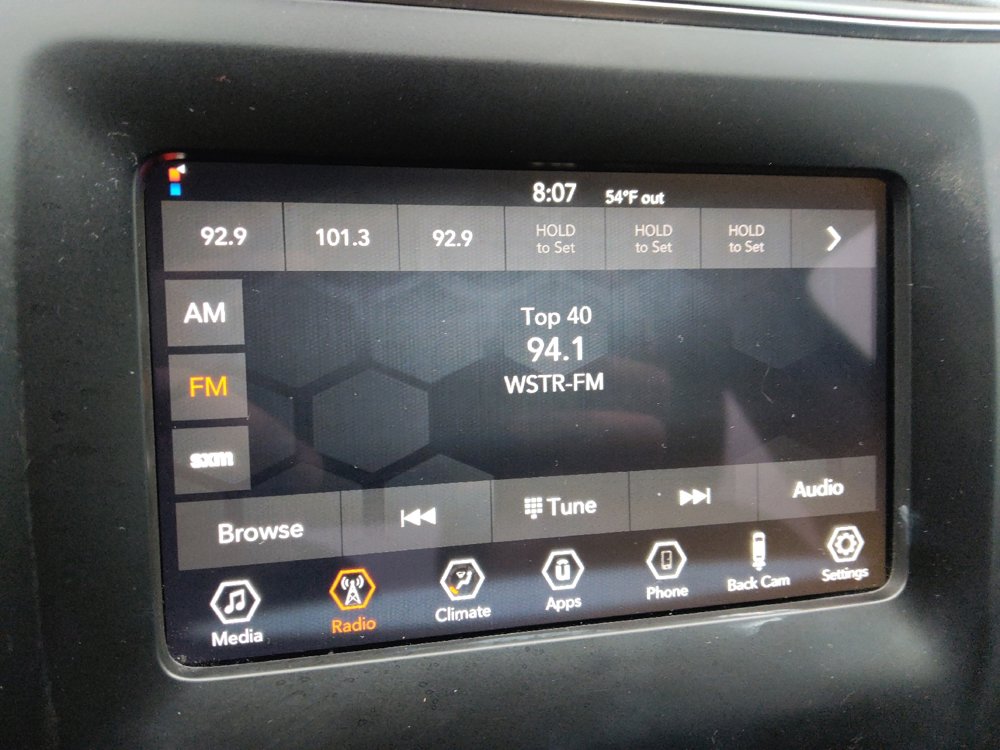 8:07 54°F out
92.9 101.3 92.9 HOLD to Set HOLD to Set HOLD to Set
AM
FM
sxm
Top 40
94.1
WSTR-FM
Browse Tune Audio
Media Radio Climate Apps Phone Back Cam Settings